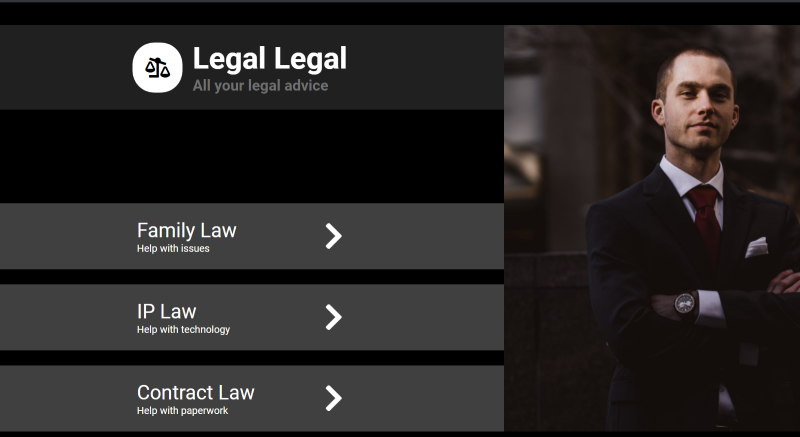 Legal Legal
All your legal advice
Family Law
Help with issues
IP Law
Help with technology
Contract Law
Help with paperwork